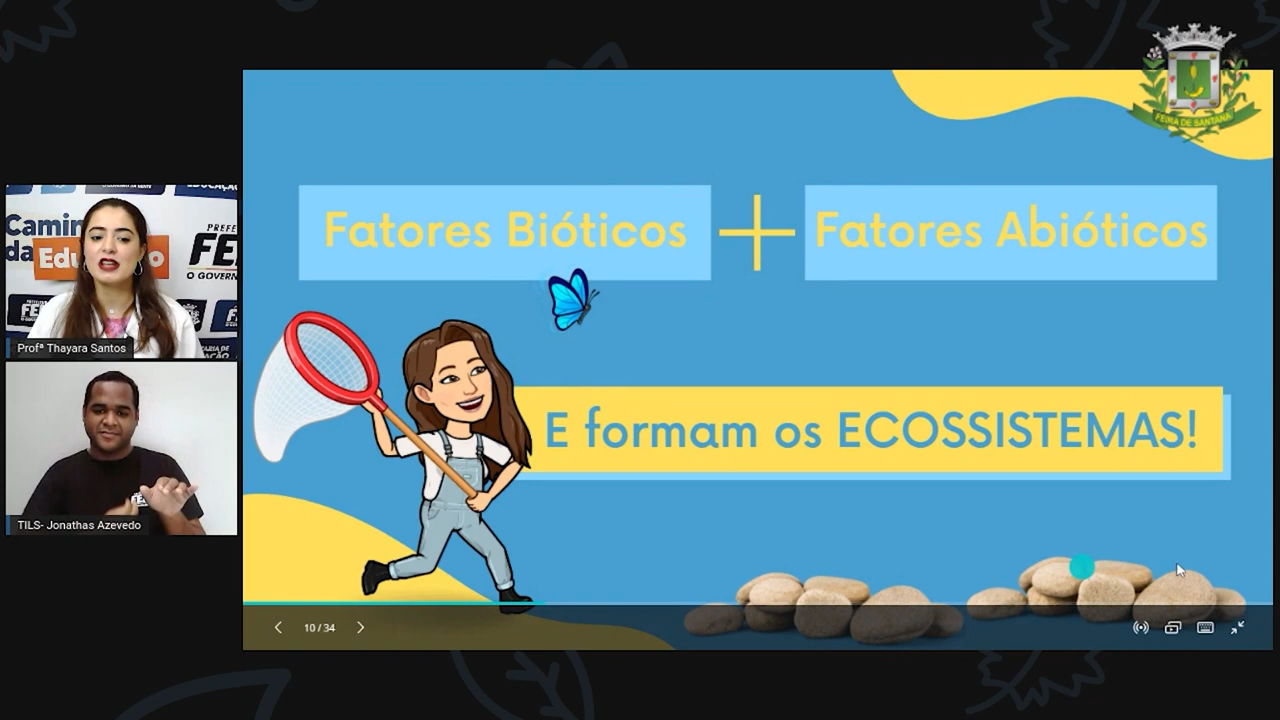 FEIRA DE SANTANA
Fatores Bióticos
Fatores Abióticos
E formam os ECOSSISTEMAS!
Profª Thayara Santos
TILS- Jonathas Azevedo
10 / 34